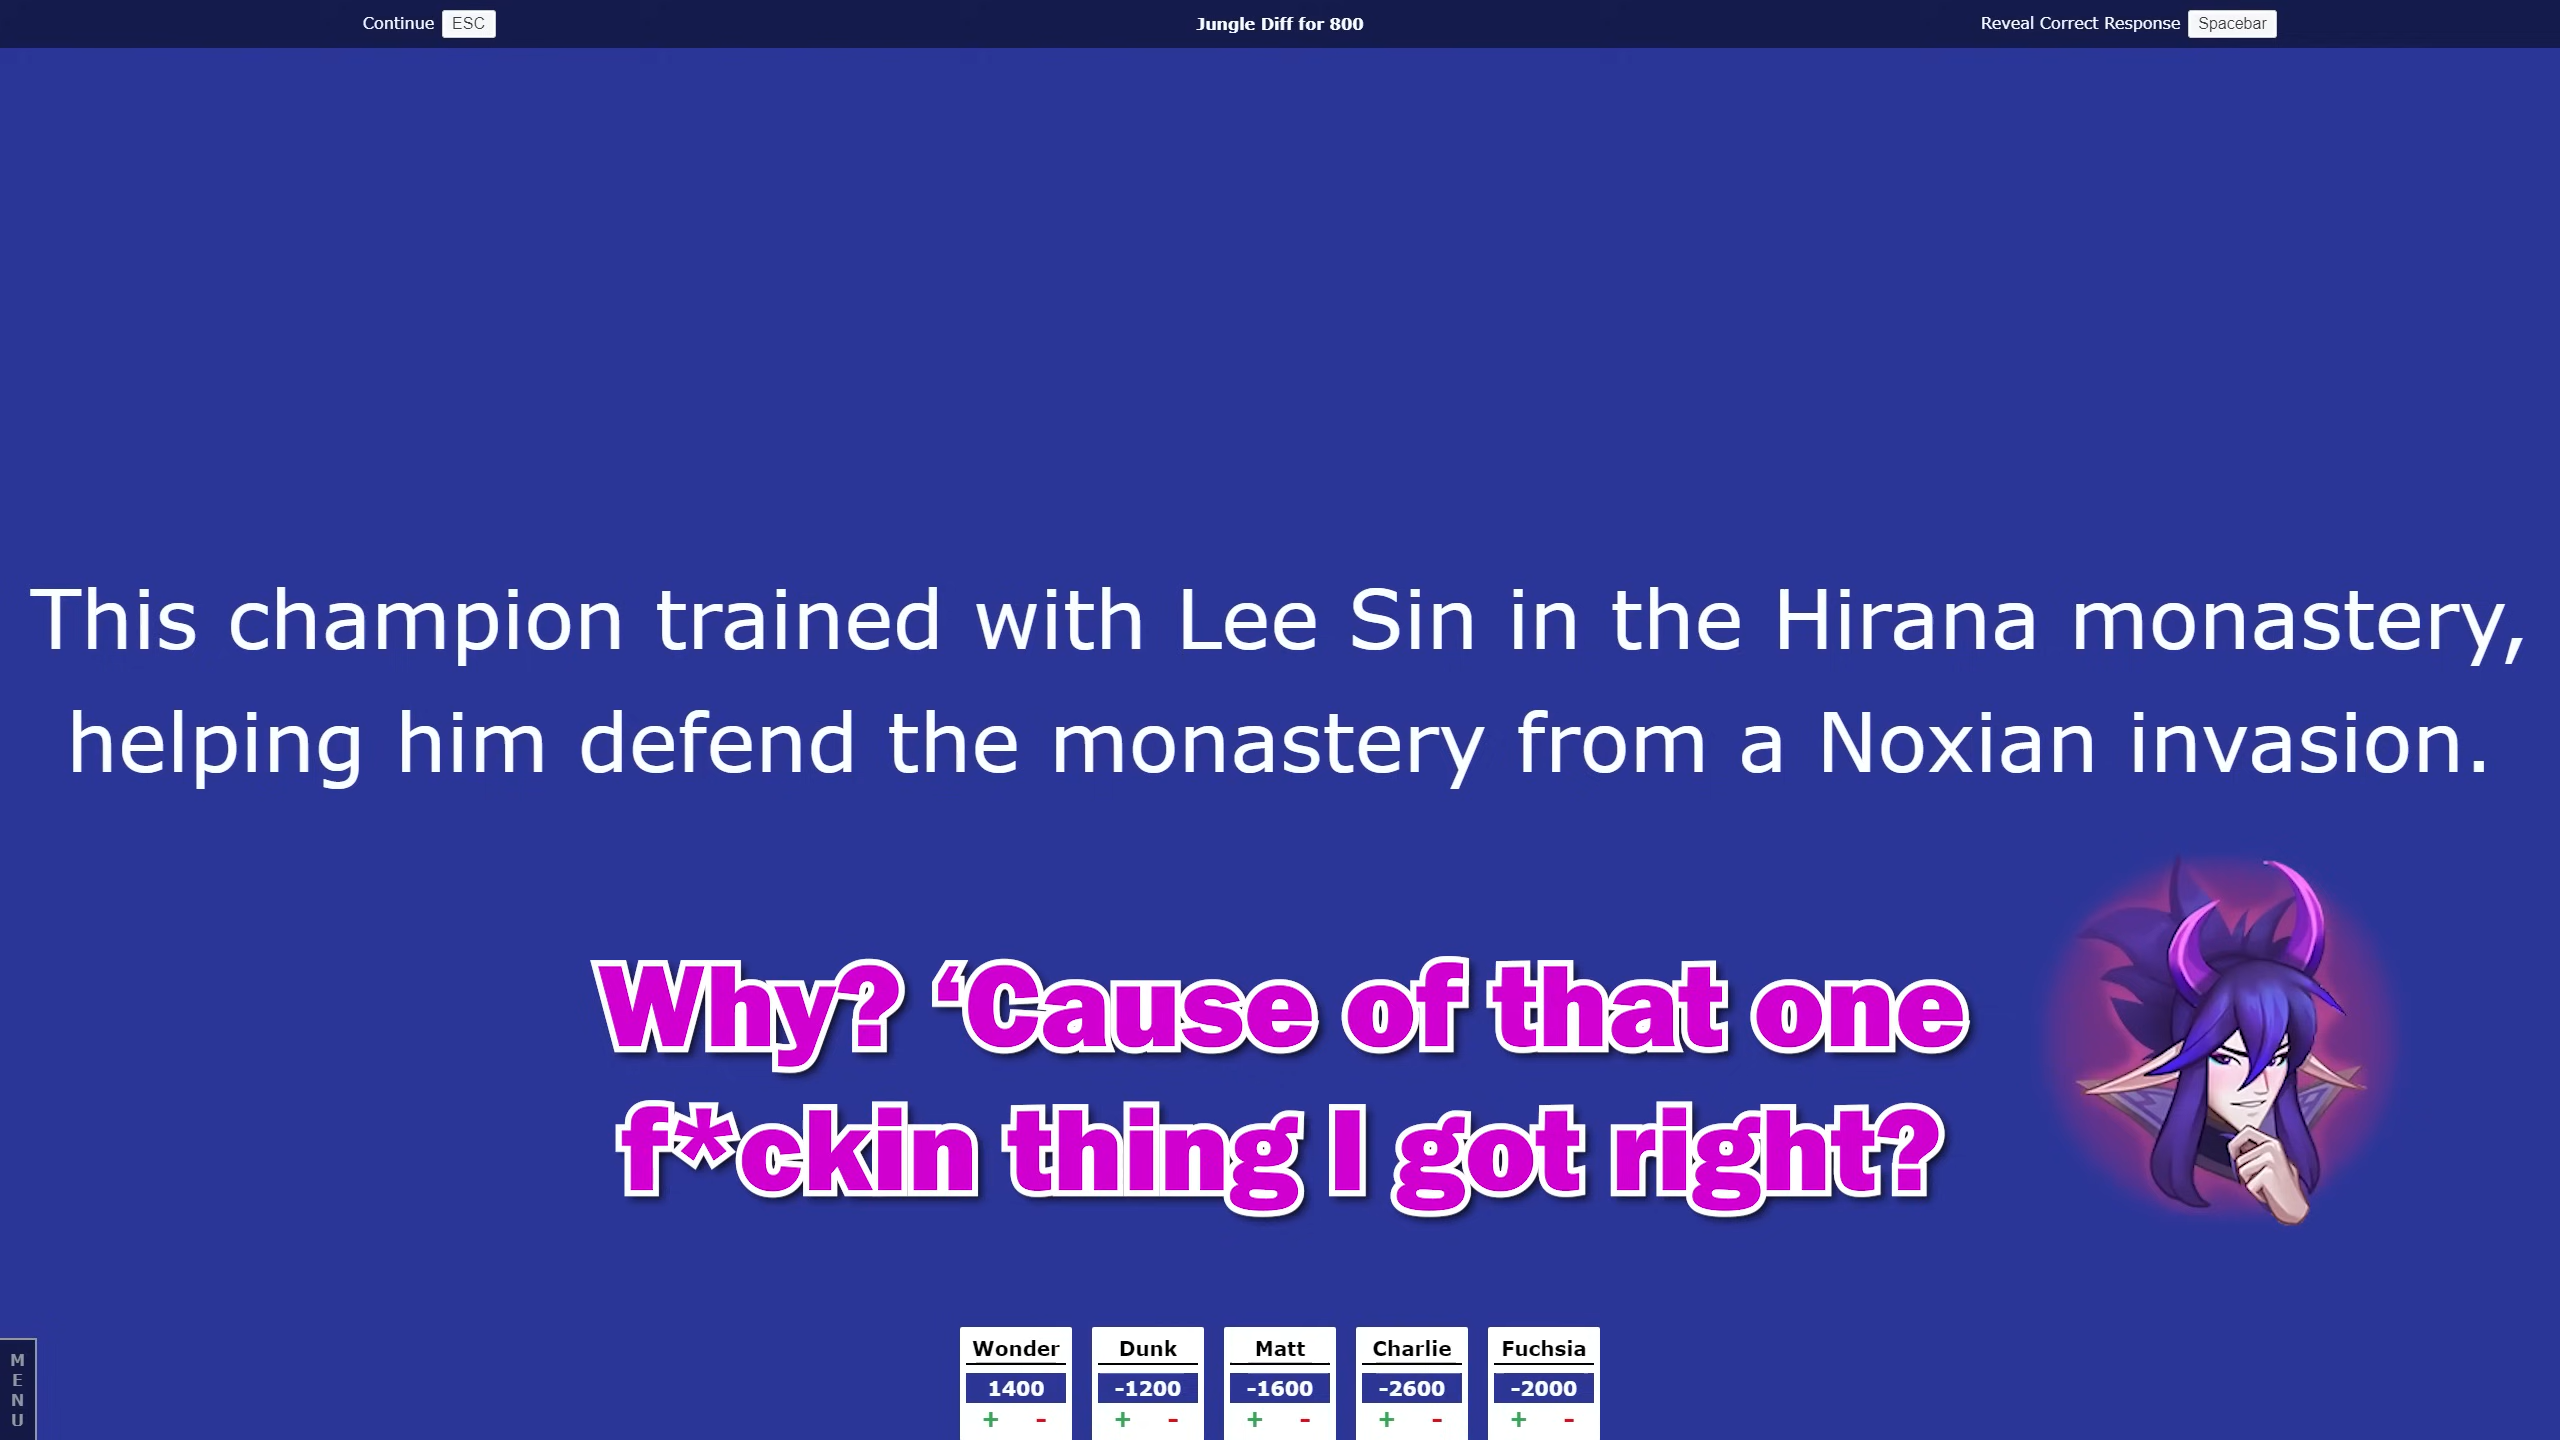 Continue ESC
Jungle Diff for 800
Reveal Correct Response Spacebar
This champion trained with Lee Sin in the Hirana monastery,
helping him defend the monastery from a Noxian invasion.
Why? ‘Cause of that one
f*ckin thing I got right?
MENU
Wonder Dunk Matt Charlie Fuchsia
1400 -1200 -1600 -2600 -2000
+ - + - + - + - + -